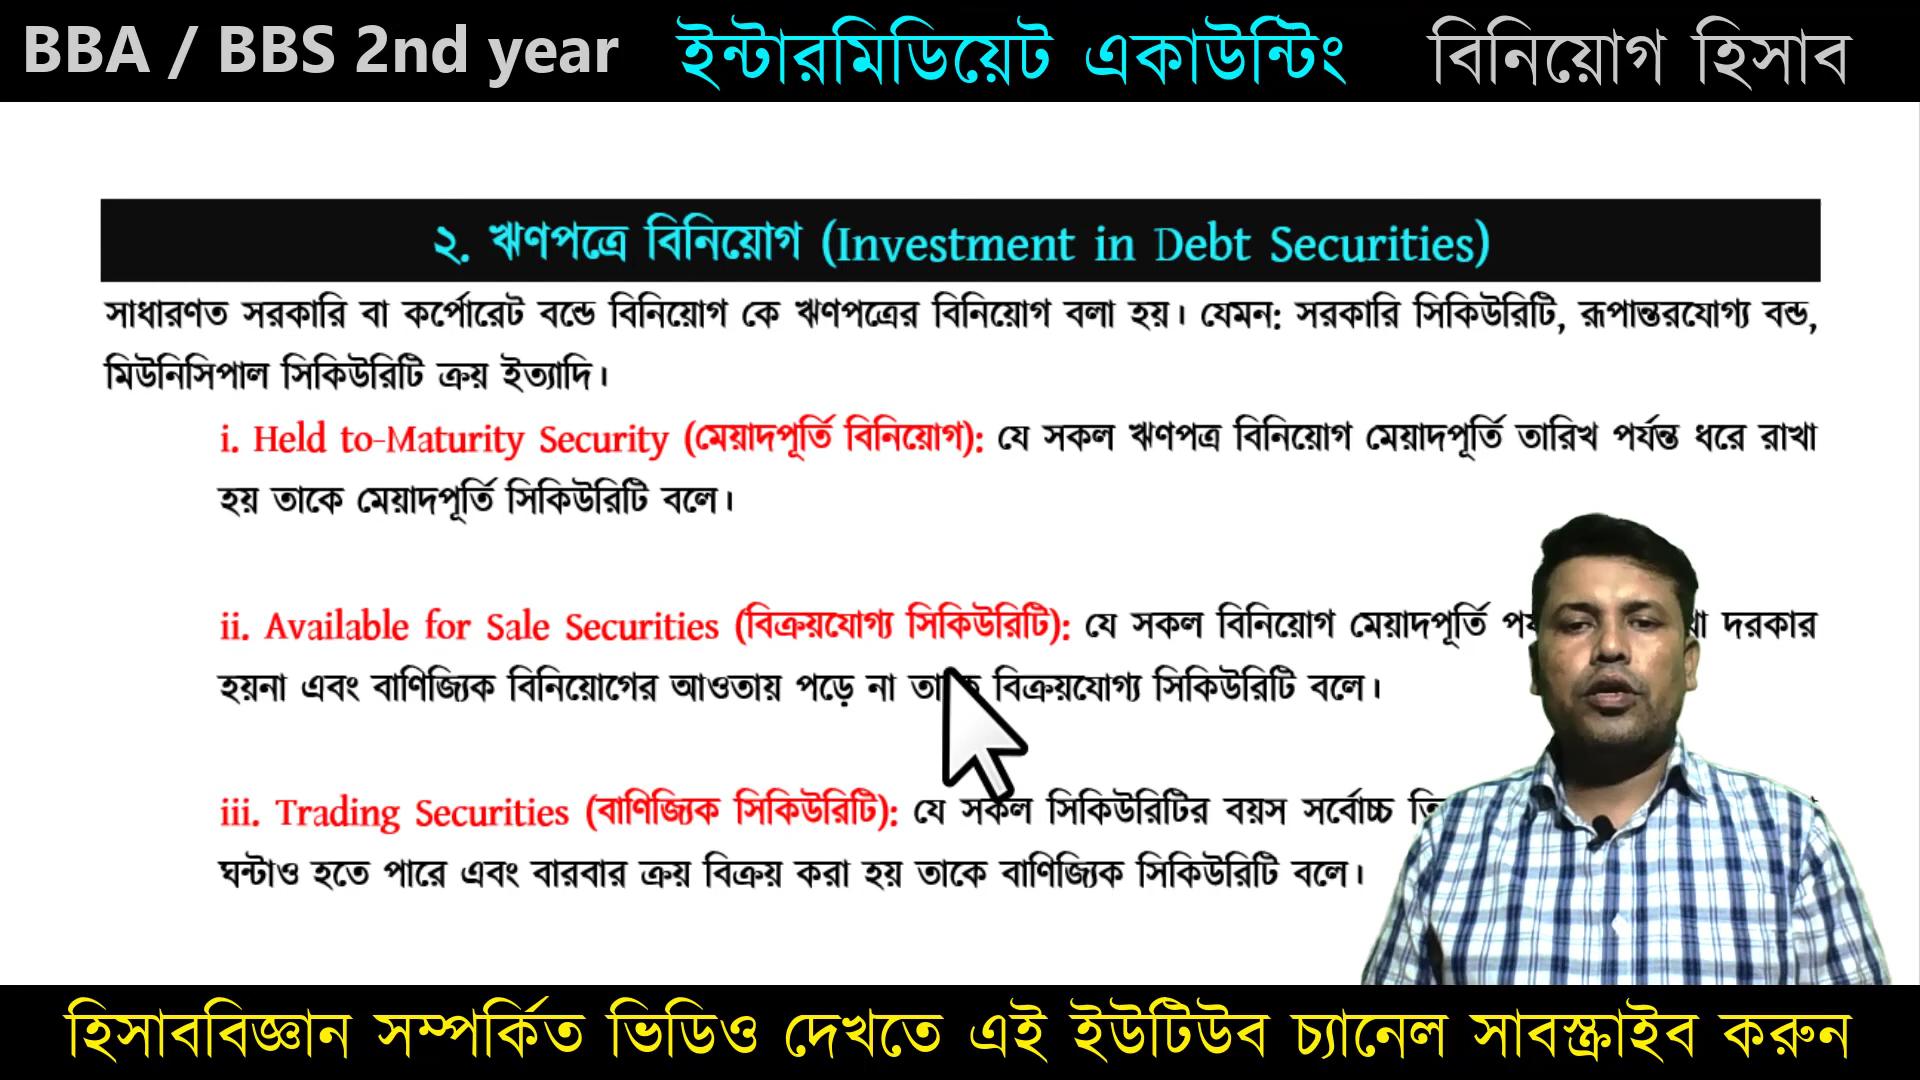 BBA / BBS 2nd year ইন্টারমিডিয়েট একাউন্টিং বিনিয়োগ হিসাব
২. ঋণপত্রে বিনিয়োগ (Investment in Debt Securities)
সাধারণত সরকারি বা কর্পোরেট বন্ডে বিনিয়োগ কে ঋণপত্রের বিনিয়োগ বলা হয়। যেমন: সরকারি সিকিউরিটি, রূপান্তরযোগ্য বন্ড,
মিউনিসিপাল সিকিউরিটি ক্রয় ইত্যাদি।
i. Held to-Maturity Security (মেয়াদপূর্তি বিনিয়োগ): যে সকল ঋণপত্র বিনিয়োগ মেয়াদপূর্তি তারিখ পর্যন্ত ধরে রাখা
হয় তাকে মেয়াদপূর্তি সিকিউরিটি বলে।
ii. Available for Sale Securities (বিক্রয়যোগ্য সিকিউরিটি): যে সকল বিনিয়োগ মেয়াদপূর্তি দরকার
হয়না এবং বাণিজ্যিক বিনিয়োগের আওতায় পড়ে না বিক্রয়যোগ্য সিকিউরিটি বলে।
iii. Trading Securities (বাণিজ্যিক সিকিউরিটি): যে সকল সিকিউরিটির বয়স সর্বোচ্চ
ঘন্টাও হতে পারে এবং বারবার ক্রয় বিক্রয় করা হয় তাকে বাণিজ্যিক সিকিউরিটি বলে।
হিসাববিজ্ঞান সম্পর্কিত ভিডিও দেখতে এই ইউটিউব চ্যানেল সাবস্ক্রাইব করুন